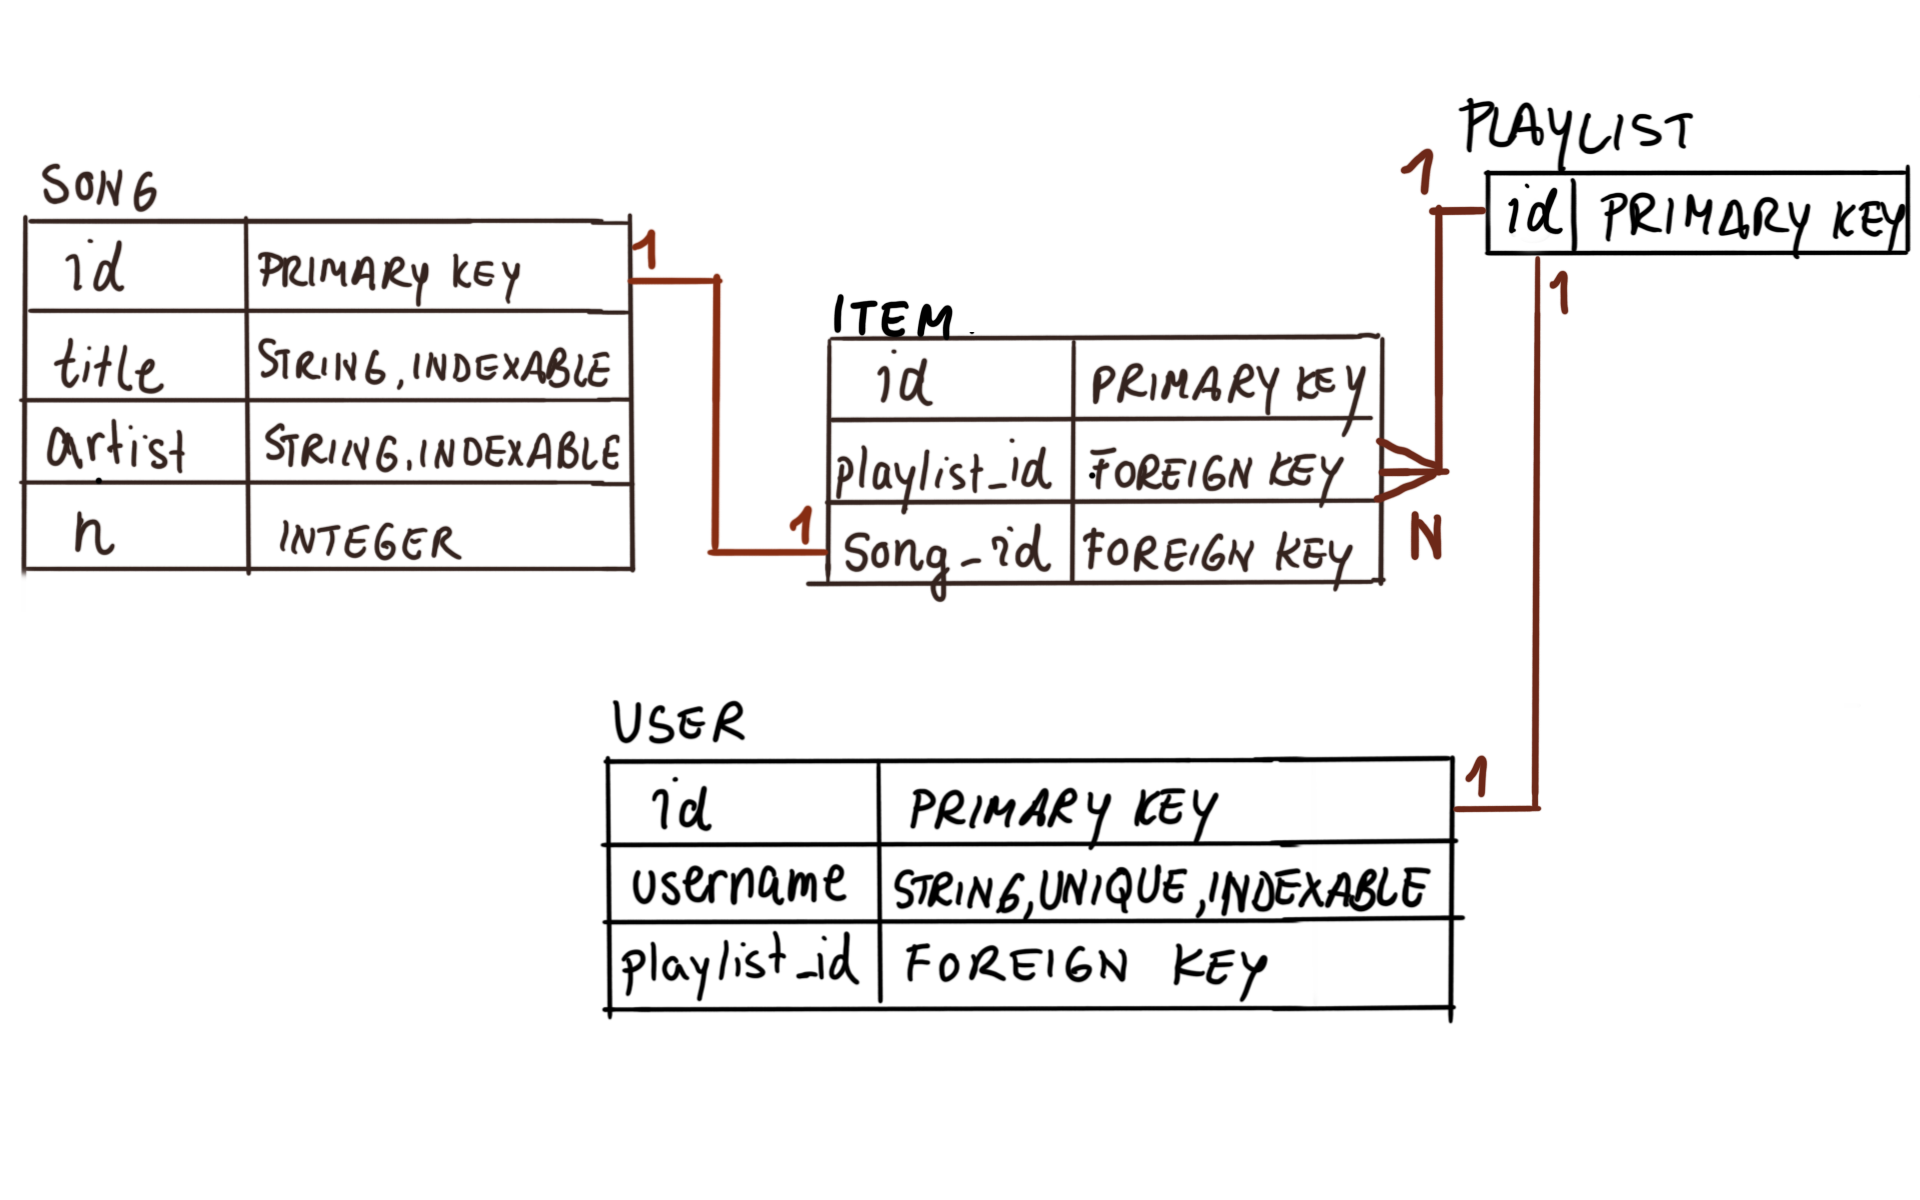 PLAYLIST
1
id PRIMARY KEY
1
SONG
id PRIMARY KEY
title STRING, INDEXABLE
artist STRING, INDEXABLE
n INTEGER
1
1
ITEM
id PRIMARY KEY
playlist_id FOREIGN KEY
song_id FOREIGN KEY
N
USER
1
id PRIMARY KEY
username STRING, UNIQUE, INDEXABLE
playlist_id FOREIGN KEY